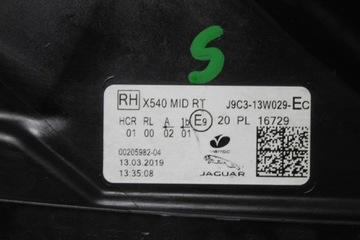 S
RH X540 MID RT J9C3-13W029-EC
HCR RL A 1b E9 20 PL 16729
01 00 02 01
00205982-04
13.03.2019
13:35:08
JAGUAR